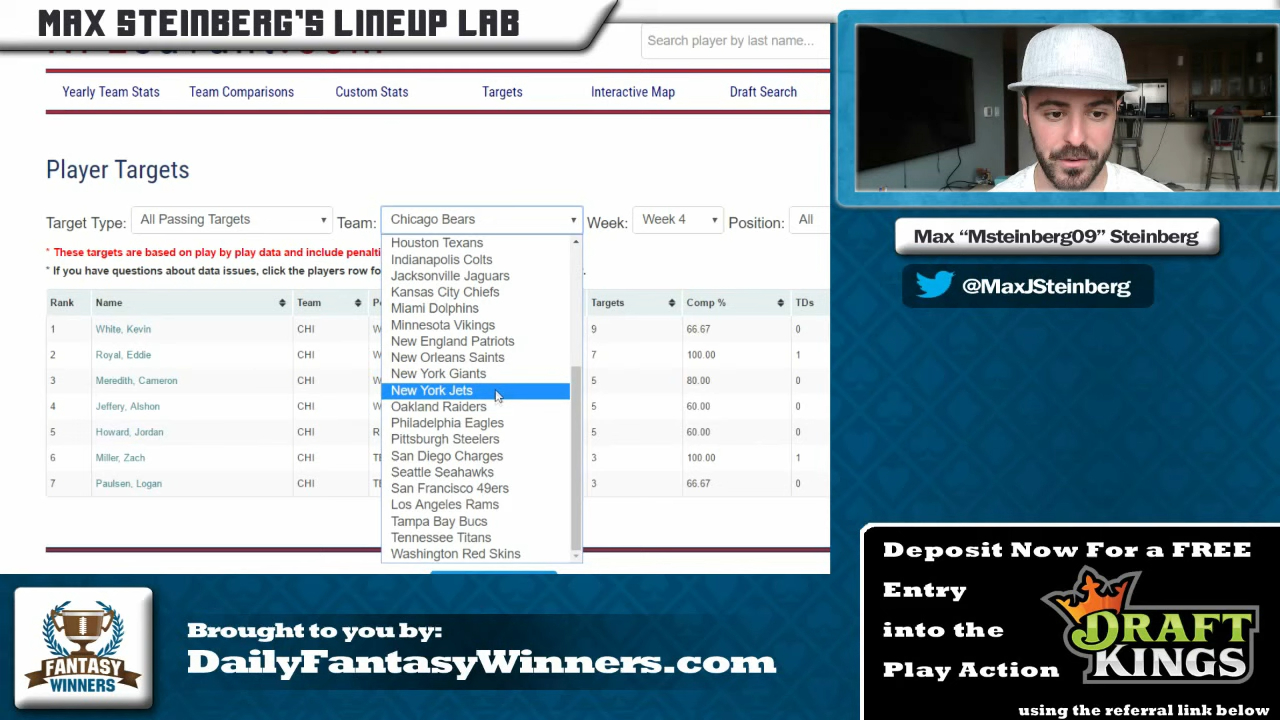 MAX STEINBERG'S LINEUP LAB
Search player by last name...
Yearly Team Stats Team Comparisons Custom Stats Targets Interactive Map Draft Search
Player Targets
Target Type: All Passing Targets Team: Chicago Bears Week: Week 4 Position: All
* These targets are based on play by play data and include penalti
* If you have questions about data issues, click the players row fo
Rank Name Team Targets Comp % TDs
1 White, Kevin CHI 9 66.67 0
2 Royal, Eddie CHI 7 100.00 1
3 Meredith, Cameron CHI 5 80.00 0
4 Jeffery, Alshon CHI 5 60.00 0
5 Howard, Jordan CHI 5 60.00 0
6 Miller, Zach CHI 3 100.00 1
7 Paulsen, Logan CHI 3 66.67 0
Houston Texans
Indianapolis Colts
Jacksonville Jaguars
Kansas City Chiefs
Miami Dolphins
Minnesota Vikings
New England Patriots
New Orleans Saints
New York Giants
New York Jets
Oakland Raiders
Philadelphia Eagles
Pittsburgh Steelers
San Diego Chargers
Seattle Seahawks
San Francisco 49ers
Los Angeles Rams
Tampa Bay Bucs
Tennessee Titans
Washington Red Skins
Max "Msteinberg09" Steinberg
@MaxJSteinberg
Deposit Now For a FREE
Entry
into the
Play Action
DRAFT
KINGS
using the referral link below
FANTASY
WINNERS
Brought to you by:
DailyFantasyWinners.com